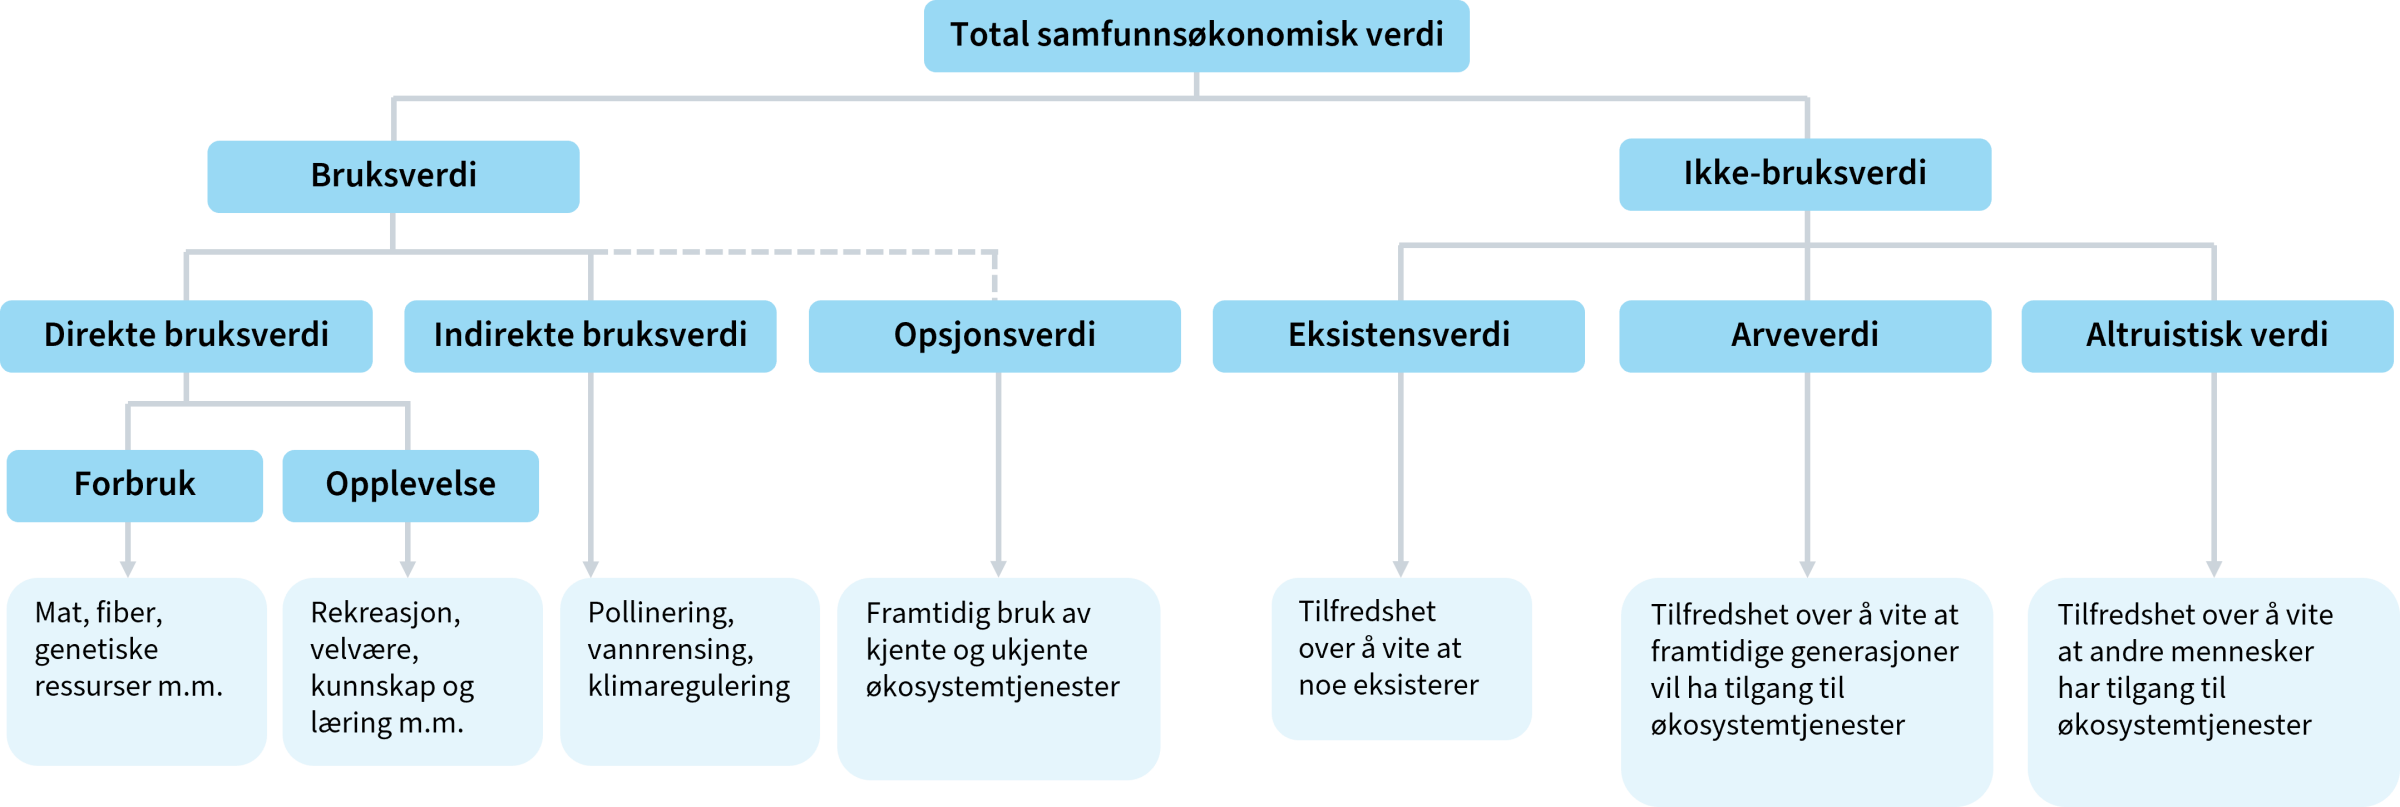 Total samfunnsøkonomisk verdi
Bruksverdi
Ikke-bruksverdi
Direkte bruksverdi
Indirekte bruksverdi
Opsjonsverdi
Eksistensverdi
Arveverdi
Altruistisk verdi
Forbruk
Opplevelse
Mat, fiber,
genetiske
ressurser m.m.
Rekreasjon,
velvære,
kunnskap og
læring m.m.
Pollinering,
vannrensing,
klimaregulering
Framtidig bruk av
kjente og ukjente
økosystemtjenester
Tilfredshet
over å vite at
noe eksisterer
Tilfredshet over å vite at
framtidige generasjoner
vil ha tilgang til
økosystemtjenester
Tilfredshet over å vite
at andre mennesker
har tilgang til
økosystemtjenester